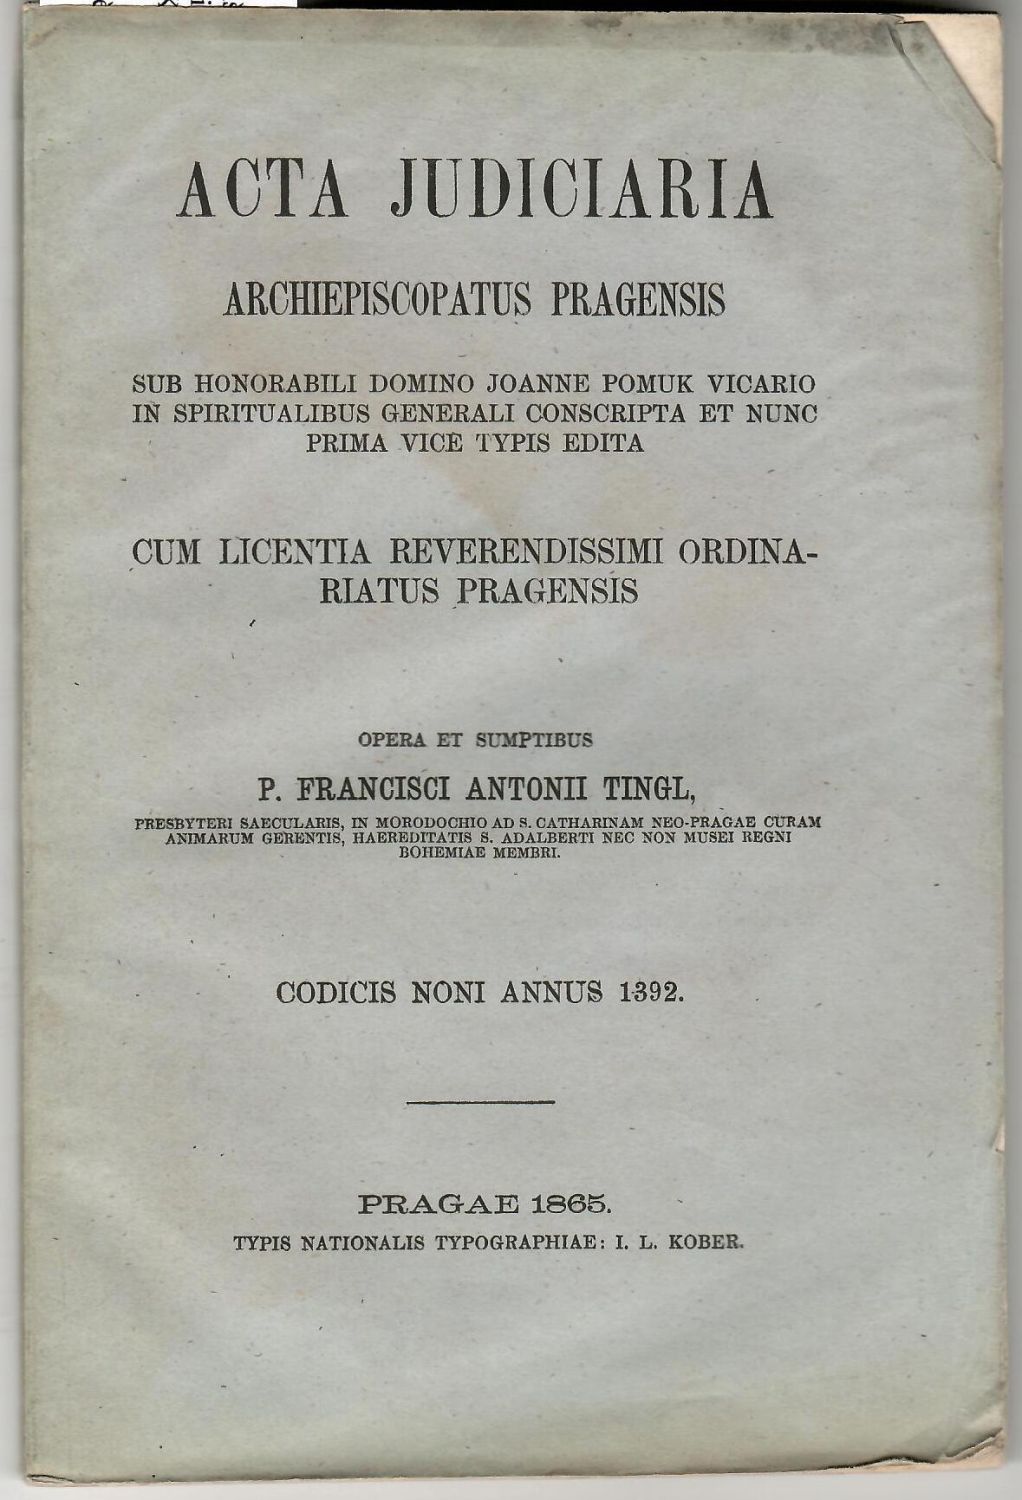 ACTA JUDICIARIA
ARCHIEPISCOPATUS PRAGENSIS
SUB HONORABILI DOMINO JOANNE POMUK VICARIO
IN SPIRITUALIBUS GENERALI CONSCRIPTA ET NUNC
PRIMA VICE TYPIS EDITA
CUM LICENTIA REVERENDISSIMI ORDINA-
RIATUS PRAGENSIS
OPERA ET SUMPTIBUS
P. FRANCISCI ANTONII TINGL,
PRESBYTERI SAECULARIS, IN MORODOCHIO AD S. CATHARINAM NEO-PRAGAE CURAM
ANIMARUM GERENTIS, HAEREDITATIS S. ADALBERTI NEC NON MUSEI REGNI
BOHEMIAE MEMBRI.
CODICIS NONI ANNUS 1392.
PRAGAE 1865.
TYPIS NATIONALIS TYPOGRAPHIAE: I. L. KOBER.